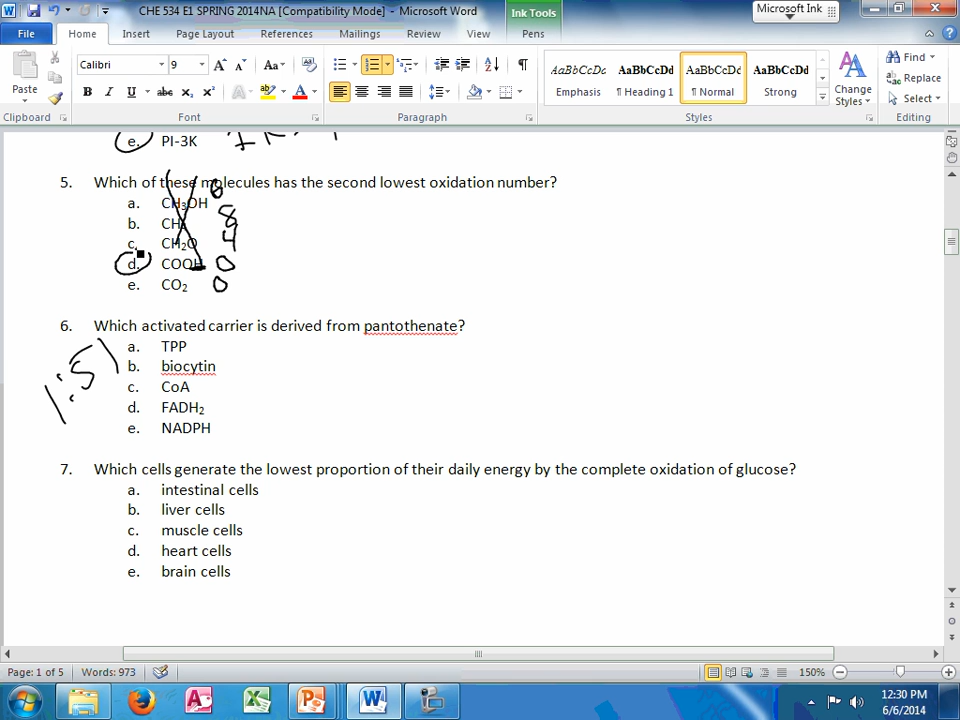 CHE 534 E1 SPRING 2014NA [Compatibility Mode] - Microsoft Word
Ink Tools
Microsoft Ink
File Home Insert Page Layout References Mailings Review View Pens
Paste
Calibri 9
AaBbCcDc AaBbCcDd AaBbCcDc AaBbCcDd
Emphasis ¶ Heading 1 ¶ Normal Strong
Change Styles
Find
Replace
Select
Clipboard Font Paragraph Styles Editing
e. PI-3K
5. Which of these molecules has the second lowest oxidation number?
a. CH₃OH 6
b. CH₄ 8
c. CH₂O 4
d. COOH 0
e. CO₂ 0
6. Which activated carrier is derived from pantothenate?
a. TPP
b. biocytin
c. CoA
d. FADH₂
e. NADPH
7. Which cells generate the lowest proportion of their daily energy by the complete oxidation of glucose?
a. intestinal cells
b. liver cells
c. muscle cells
d. heart cells
e. brain cells
Page: 1 of 5 Words: 973 150%
12:30 PM
6/6/2014